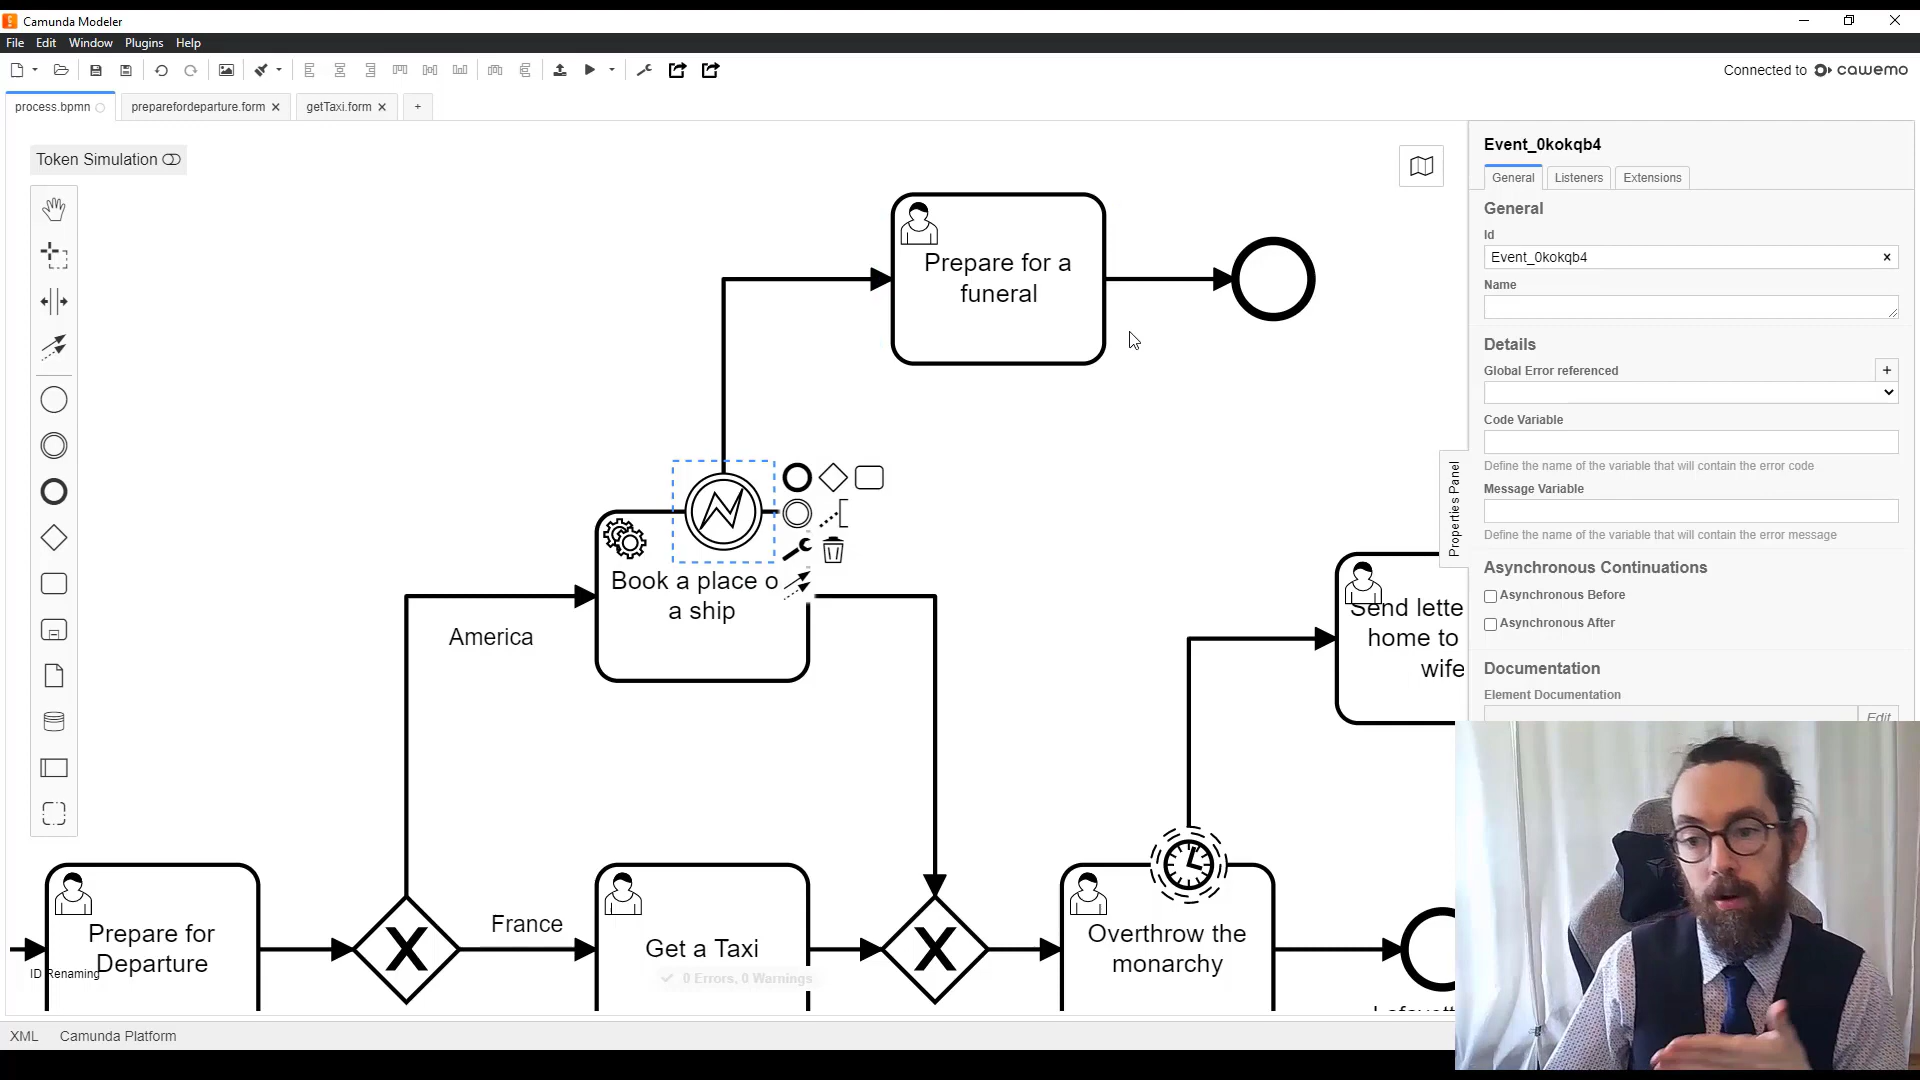 Camunda Modeler
File Edit Window Plugins Help
Connected to cawemo
process.bpmn preparefordeparture.form getTaxi.form +
Token Simulation
Prepare for a
funeral
Book a place o
a ship
America
Send lette
home to
wife
Prepare for
Departure
ID Renaming
France
Get a Taxi
0 Errors, 0 Warnings
Overthrow the
monarchy
Properties Panel
Event_0kokqb4
General Listeners Extensions
General
Id
Event_0kokqb4
Name
Details
Global Error referenced
+
Code Variable
Define the name of the variable that will contain the error code
Message Variable
Define the name of the variable that will contain the error message
Asynchronous Continuations
Asynchronous Before
Asynchronous After
Documentation
Element Documentation
Edit
XML Camunda Platform